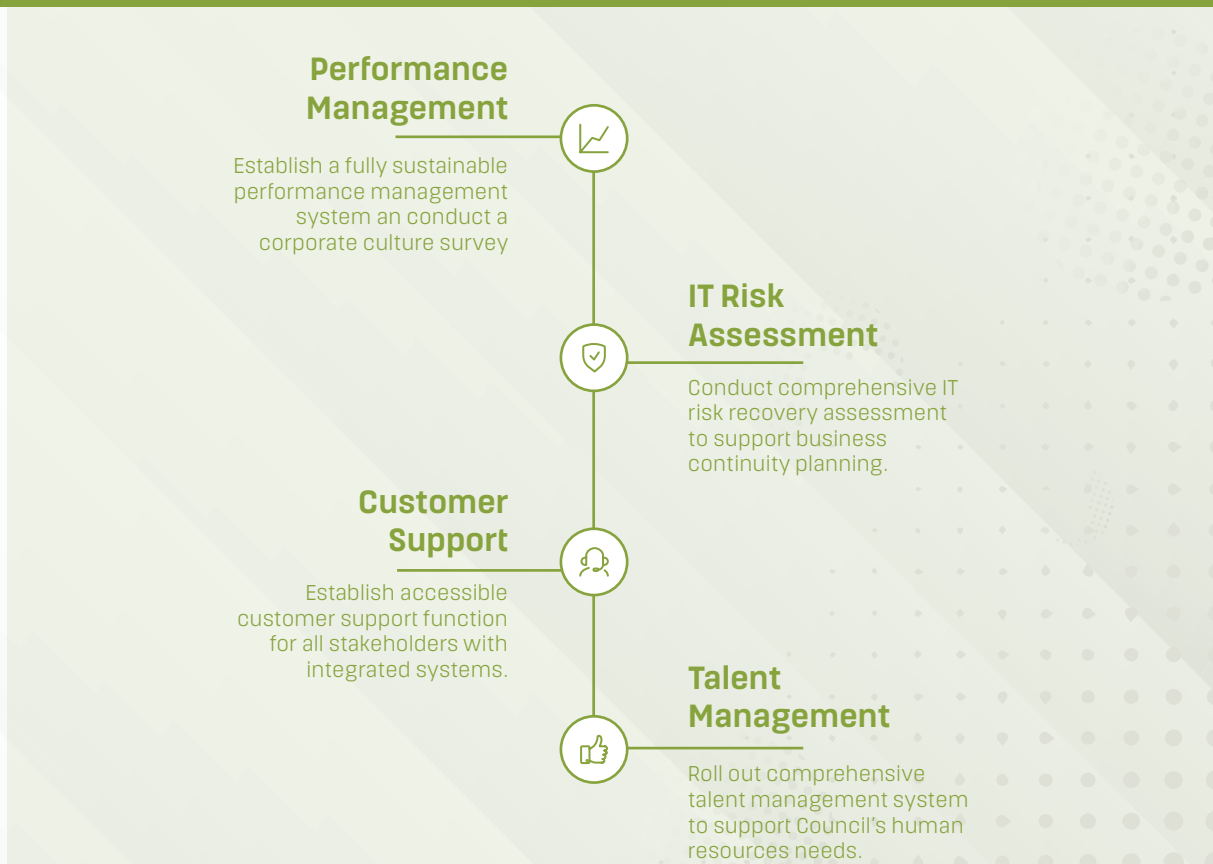 Performance
Management
Establish a fully sustainable
performance management
system an conduct a
corporate culture survey
IT Risk
Assessment
Conduct comprehensive IT
risk recovery assessment
to support business
continuity planning.
Customer
Support
Establish accessible
customer support function
for all stakeholders with
integrated systems.
Talent
Management
Roll out comprehensive
talent management system
to support Council’s human
resources needs.